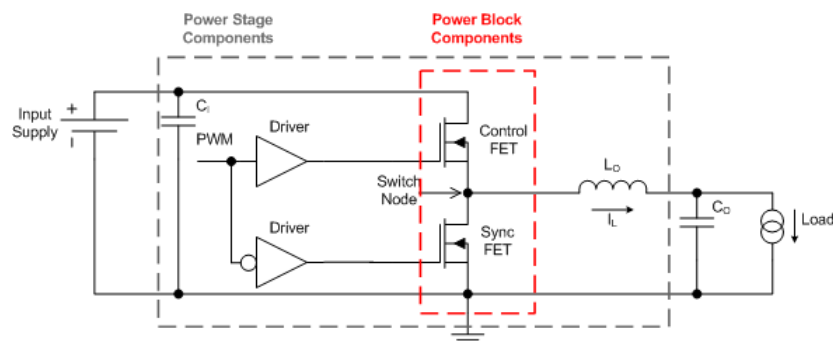 Power Stage
Components
Power Block
Components
Input
Supply
+
I
CI
PWM
Driver
Control
FET
Switch
Node
LO
IL
CO
Load
Driver
Sync
FET